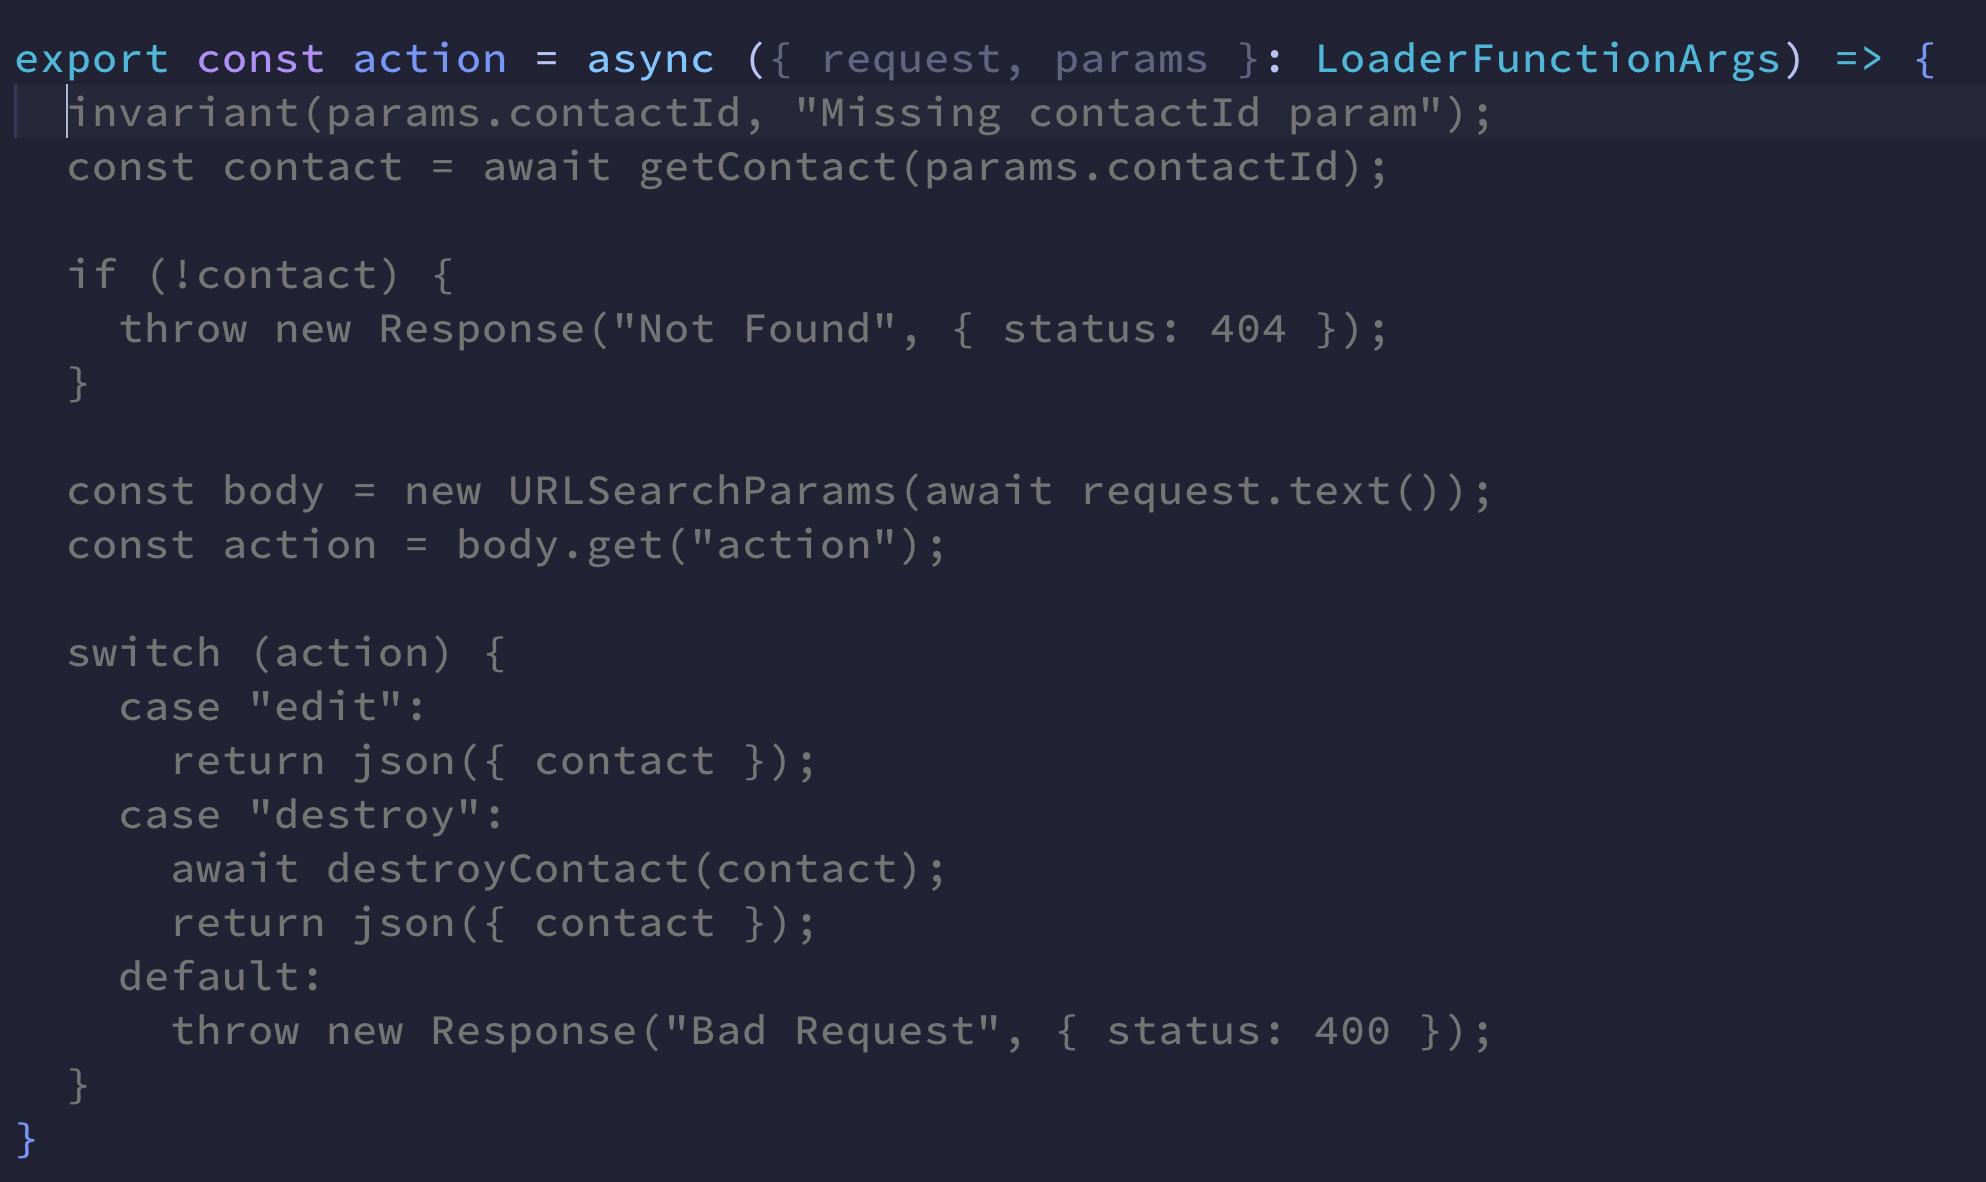 export const action = async ({ request, params }: LoaderFunctionArgs) => {
invariant(params.contactId, "Missing contactId param");
const contact = await getContact(params.contactId);
if (!contact) {
throw new Response("Not Found", { status: 404 });
}
const body = new URLSearchParams(await request.text());
const action = body.get("action");
switch (action) {
case "edit":
return json({ contact });
case "destroy":
await destroyContact(contact);
return json({ contact });
default:
throw new Response("Bad Request", { status: 400 });
}
}